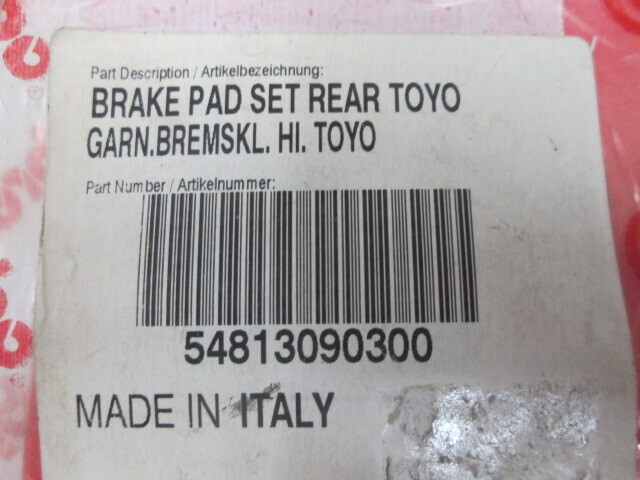 Part Description / Artikelbezeichnung:
BRAKE PAD SET REAR TOYO
GARN.BREMSKL. HI. TOYO
Part Number / Artikelnummer:
54813090300
MADE IN ITALY